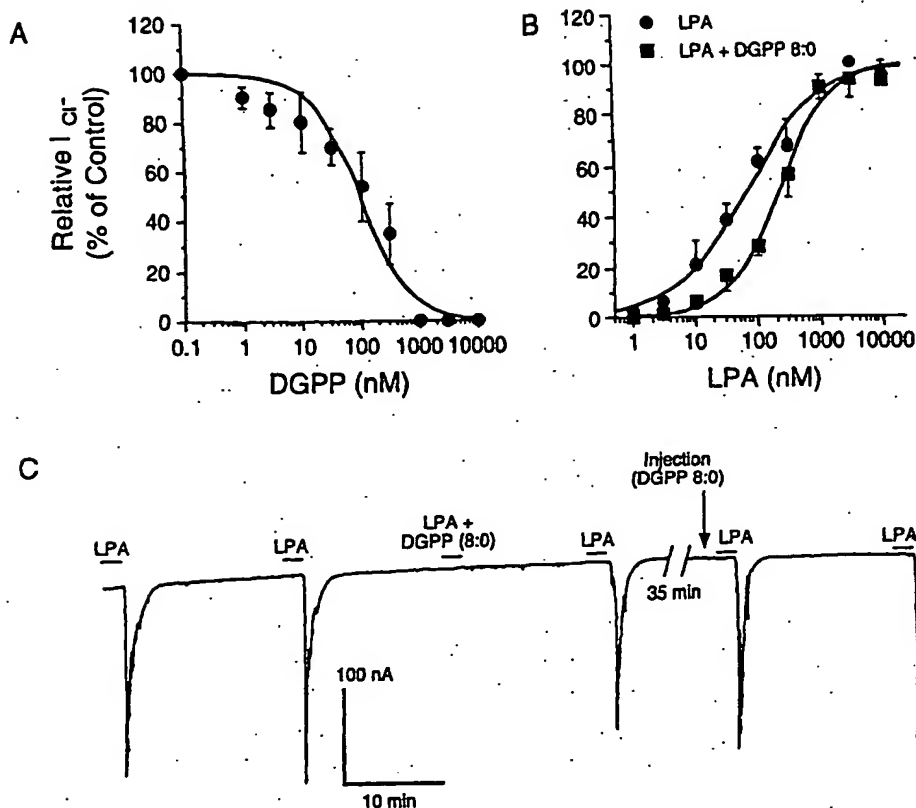 A
Relative I Cl-
(% of Control)
120
100
80
60
40
20
0
0.1 1 10 100 1000 10000
DGPP (nM)
B
● LPA
■ LPA + DGPP 8:0
120
100
80
60
40
20
0
1 10 100 1000 10000
LPA (nM)
C
Injection
(DGPP 8:0)
LPA LPA LPA +
DGPP (8:0) LPA LPA LPA
35 min
100 nA
10 min